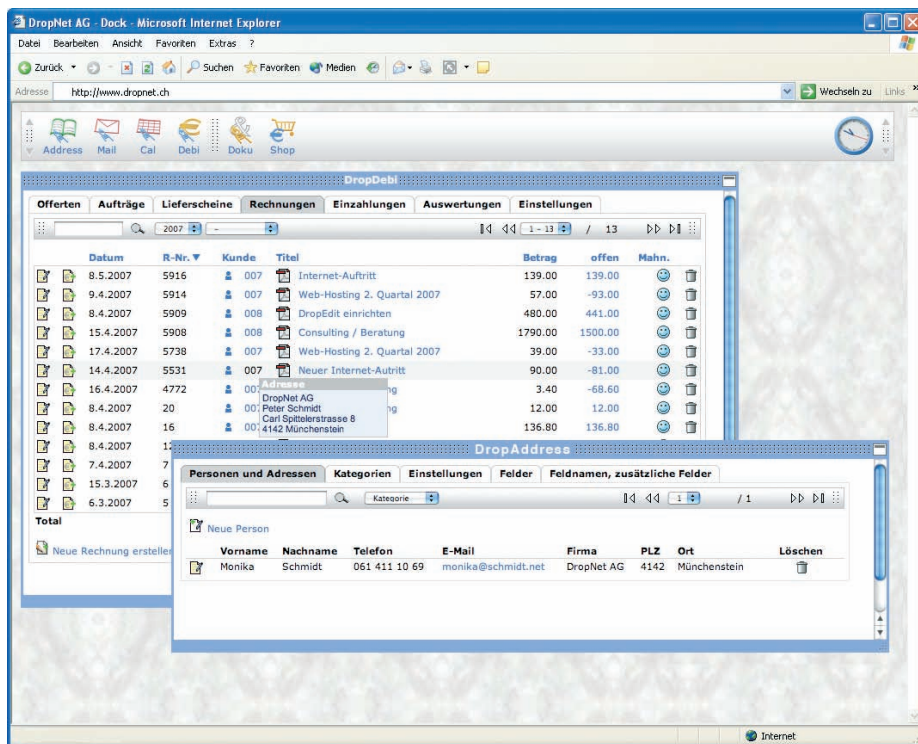 DropNet AG - Dock - Microsoft Internet Explorer
Datei Bearbeiten Ansicht Favoriten Extras ?
Zurück Suchen Favoriten Medien
Adresse http://www.dropnet.ch Wechseln zu Links »
Address Mail Cal Debi Doku Shop
DropDebi
Offerten Aufträge Lieferscheine Rechnungen Einzahlungen Auswertungen Einstellungen
2007 - 1 - 13 / 13
Datum R-Nr. Kunde Titel Betrag offen Mahn.
8.5.2007 5916 007 Internet-Auftritt 139.00 139.00
9.4.2007 5914 007 Web-Hosting 2. Quartal 2007 57.00 -93.00
8.4.2007 5909 008 DropEdit einrichten 480.00 441.00
15.4.2007 5908 008 Consulting / Beratung 1790.00 1500.00
17.4.2007 5738 007 Web-Hosting 2. Quartal 2007 39.00 -33.00
14.4.2007 5531 007 Neuer Internet-Autritt 90.00 -81.00
16.4.2007 4772 007 ng 3.40 -68.60
8.4.2007 20 007 ng 12.00 12.00
8.4.2007 16 007 136.80 136.80
Adresse
DropNet AG
Peter Schmidt
Carl Spittelerstrasse 8
4142 Münchenstein
8.4.2007 12
7.4.2007 7
15.3.2007 6
6.3.2007 5
Total
Neue Rechnung erstellen
DropAddress
Personen und Adressen Kategorien Einstellungen Felder Feldnamen, zusätzliche Felder
Kategorie 1 / 1
Neue Person
Vorname Nachname Telefon E-Mail Firma PLZ Ort Löschen
Monika Schmidt 061 411 10 69 monika@schmidt.net DropNet AG 4142 Münchenstein
Internet